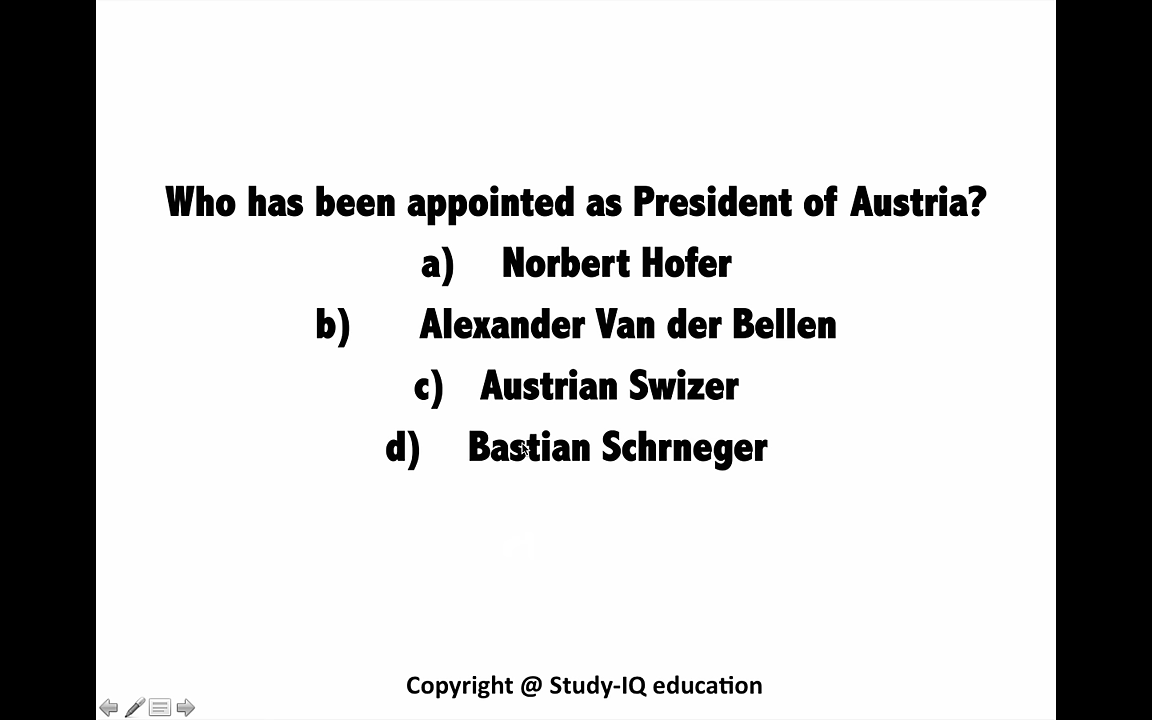 Who has been appointed as President of Austria?
a) Norbert Hofer
b) Alexander Van der Bellen
c) Austrian Swizer
d) Bastian Schrneger
Copyright @ Study-IQ education